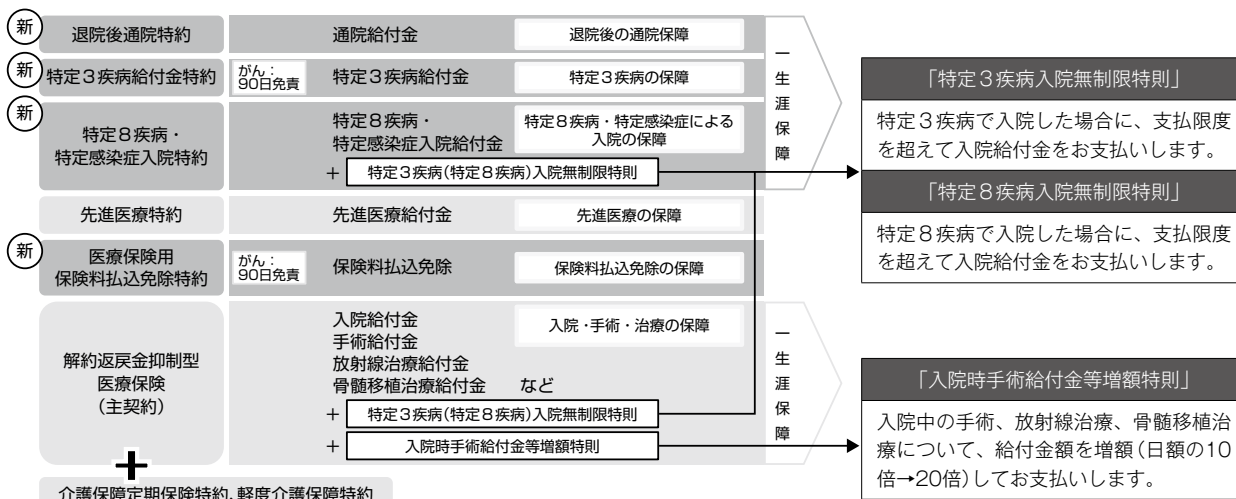 新
退院後通院特約
通院給付金
退院後の通院保障
新
特定3疾病給付金特約
がん：
90日免責
特定3疾病給付金
特定3疾病の保障
新
特定8疾病・
特定感染症入院特約
特定8疾病・
特定感染症入院給付金
特定8疾病・特定感染症による
入院の保障
+ 特定3疾病(特定8疾病)入院無制限特則
一生涯保障
先進医療特約
先進医療給付金
先進医療の保障
新
医療保険用
保険料払込免除特約
がん：
90日免責
保険料払込免除
保険料払込免除の保障
解約返戻金抑制型
医療保険
（主契約）
入院給付金
手術給付金
放射線治療給付金
骨髄移植治療給付金　など
入院・手術・治療の保障
+ 特定3疾病(特定8疾病)入院無制限特則
+ 入院時手術給付金等増額特則
一生涯保障
+
介護保障定期保険特約、軽度介護保障特約
「特定3疾病入院無制限特則」
特定3疾病で入院した場合に、支払限度
を超えて入院給付金をお支払いします。
「特定8疾病入院無制限特則」
特定8疾病で入院した場合に、支払限度
を超えて入院給付金をお支払いします。
「入院時手術給付金等増額特則」
入院中の手術、放射線治療、骨髄移植治
療について、給付金額を増額(日額の10
倍→20倍)してお支払いします。